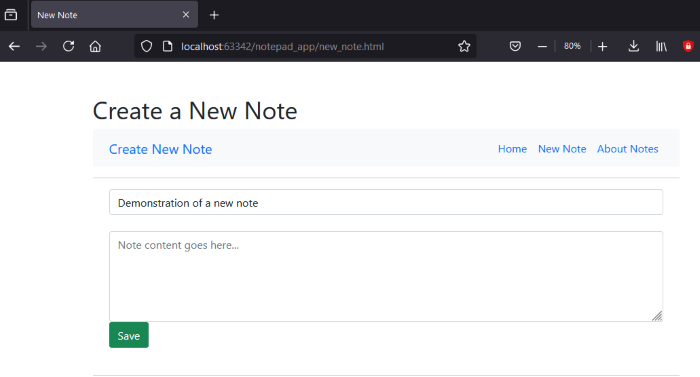 New Note
localhost:63342/notepad_app/new_note.html
80%
Create a New Note
Create New Note
Home New Note About Notes
Demonstration of a new note
Note content goes here...
Save